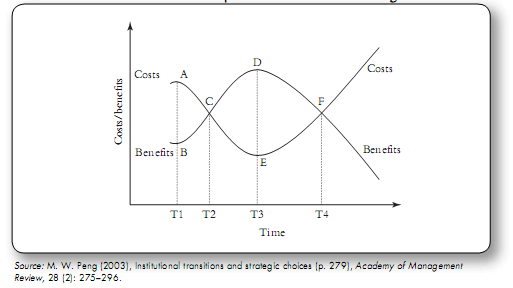 Costs/benefits
Costs
A
D
C
F
Costs
Benefits B
E
Benefits
T1 T2 T3 T4
Time
Source: M. W. Peng (2003), Institutional transitions and strategic choices (p. 279), Academy of Management
Review, 28 (2): 275–296.